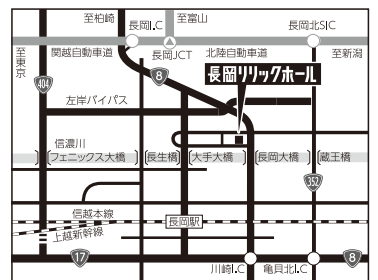 至柏崎
長岡I.C
至富山
長岡北SIC
関越自動車道
長岡JCT
北陸自動車道
至新潟
至東京
404
8
長岡リリックホール
左岸バイパス
信濃川
フェニックス大橋
長生橋
大手大橋
長岡大橋
蔵王橋
352
信越本線
長岡駅
上越新幹線
17
川崎I.C
亀貝北I.C
8